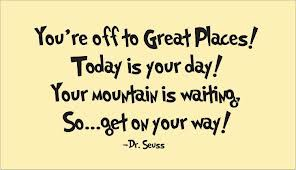 You're off to Great Places!
Today is your day!
Your mountain is waiting,
So...get on your way!
-Dr. Seuss